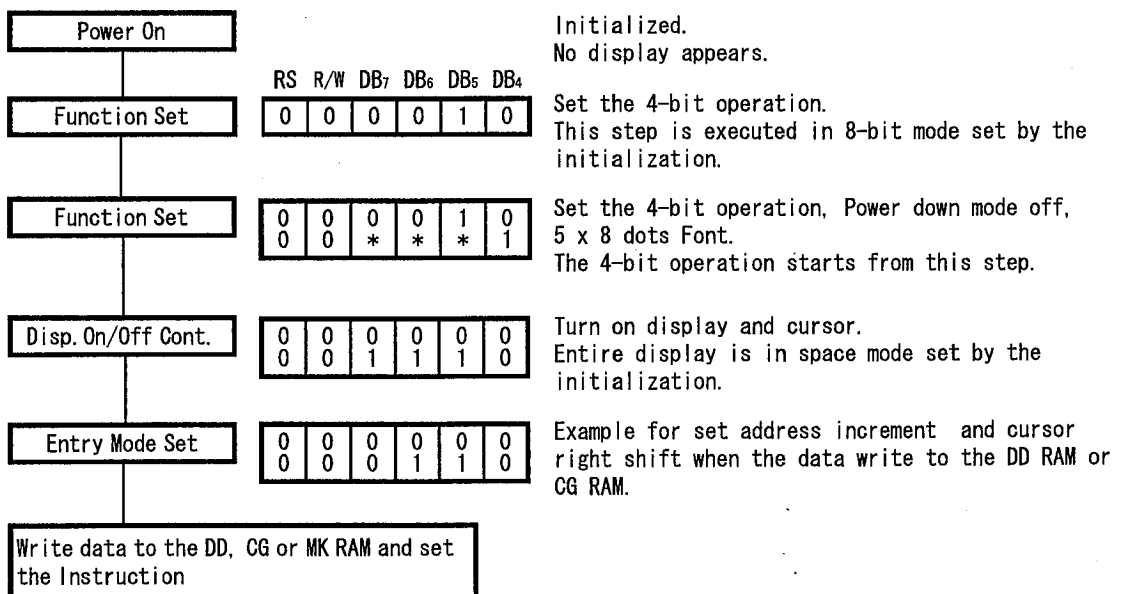 Power On
Initialized.
No display appears.
RS R/W DB7 DB6 DB5 DB4
Function Set
0 0 0 0 1 0
Set the 4-bit operation.
This step is executed in 8-bit mode set by the
initialization.
Function Set
0 0 0 0 1 0
0 0 * * * 1
Set the 4-bit operation, Power down mode off,
5 x 8 dots Font.
The 4-bit operation starts from this step.
Disp. On/Off Cont.
0 0 0 0 0 0
0 0 1 1 1 0
Turn on display and cursor.
Entire display is in space mode set by the
initialization.
Entry Mode Set
0 0 0 0 0 0
0 0 0 1 1 0
Example for set address increment and cursor
right shift when the data write to the DD RAM or
CG RAM.
Write data to the DD, CG or MK RAM and set
the Instruction